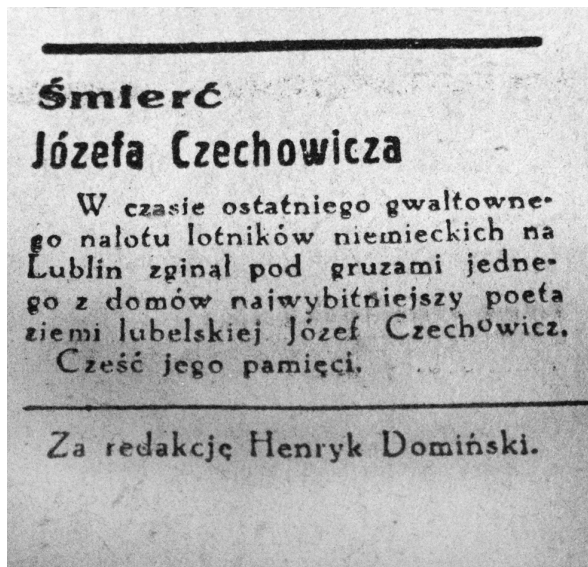 Śmierć
Józefa Czechowicza
W czasie ostatniego gwałtowne-
go nalotu lotników niemieckich na
Lublin zginął pod gruzami jedne-
go z domów najwybitniejszy poeta
ziemi lubelskiej Józef Czechowicz.
Cześć jego pamięci.
Za redakcję Henryk Domiński.